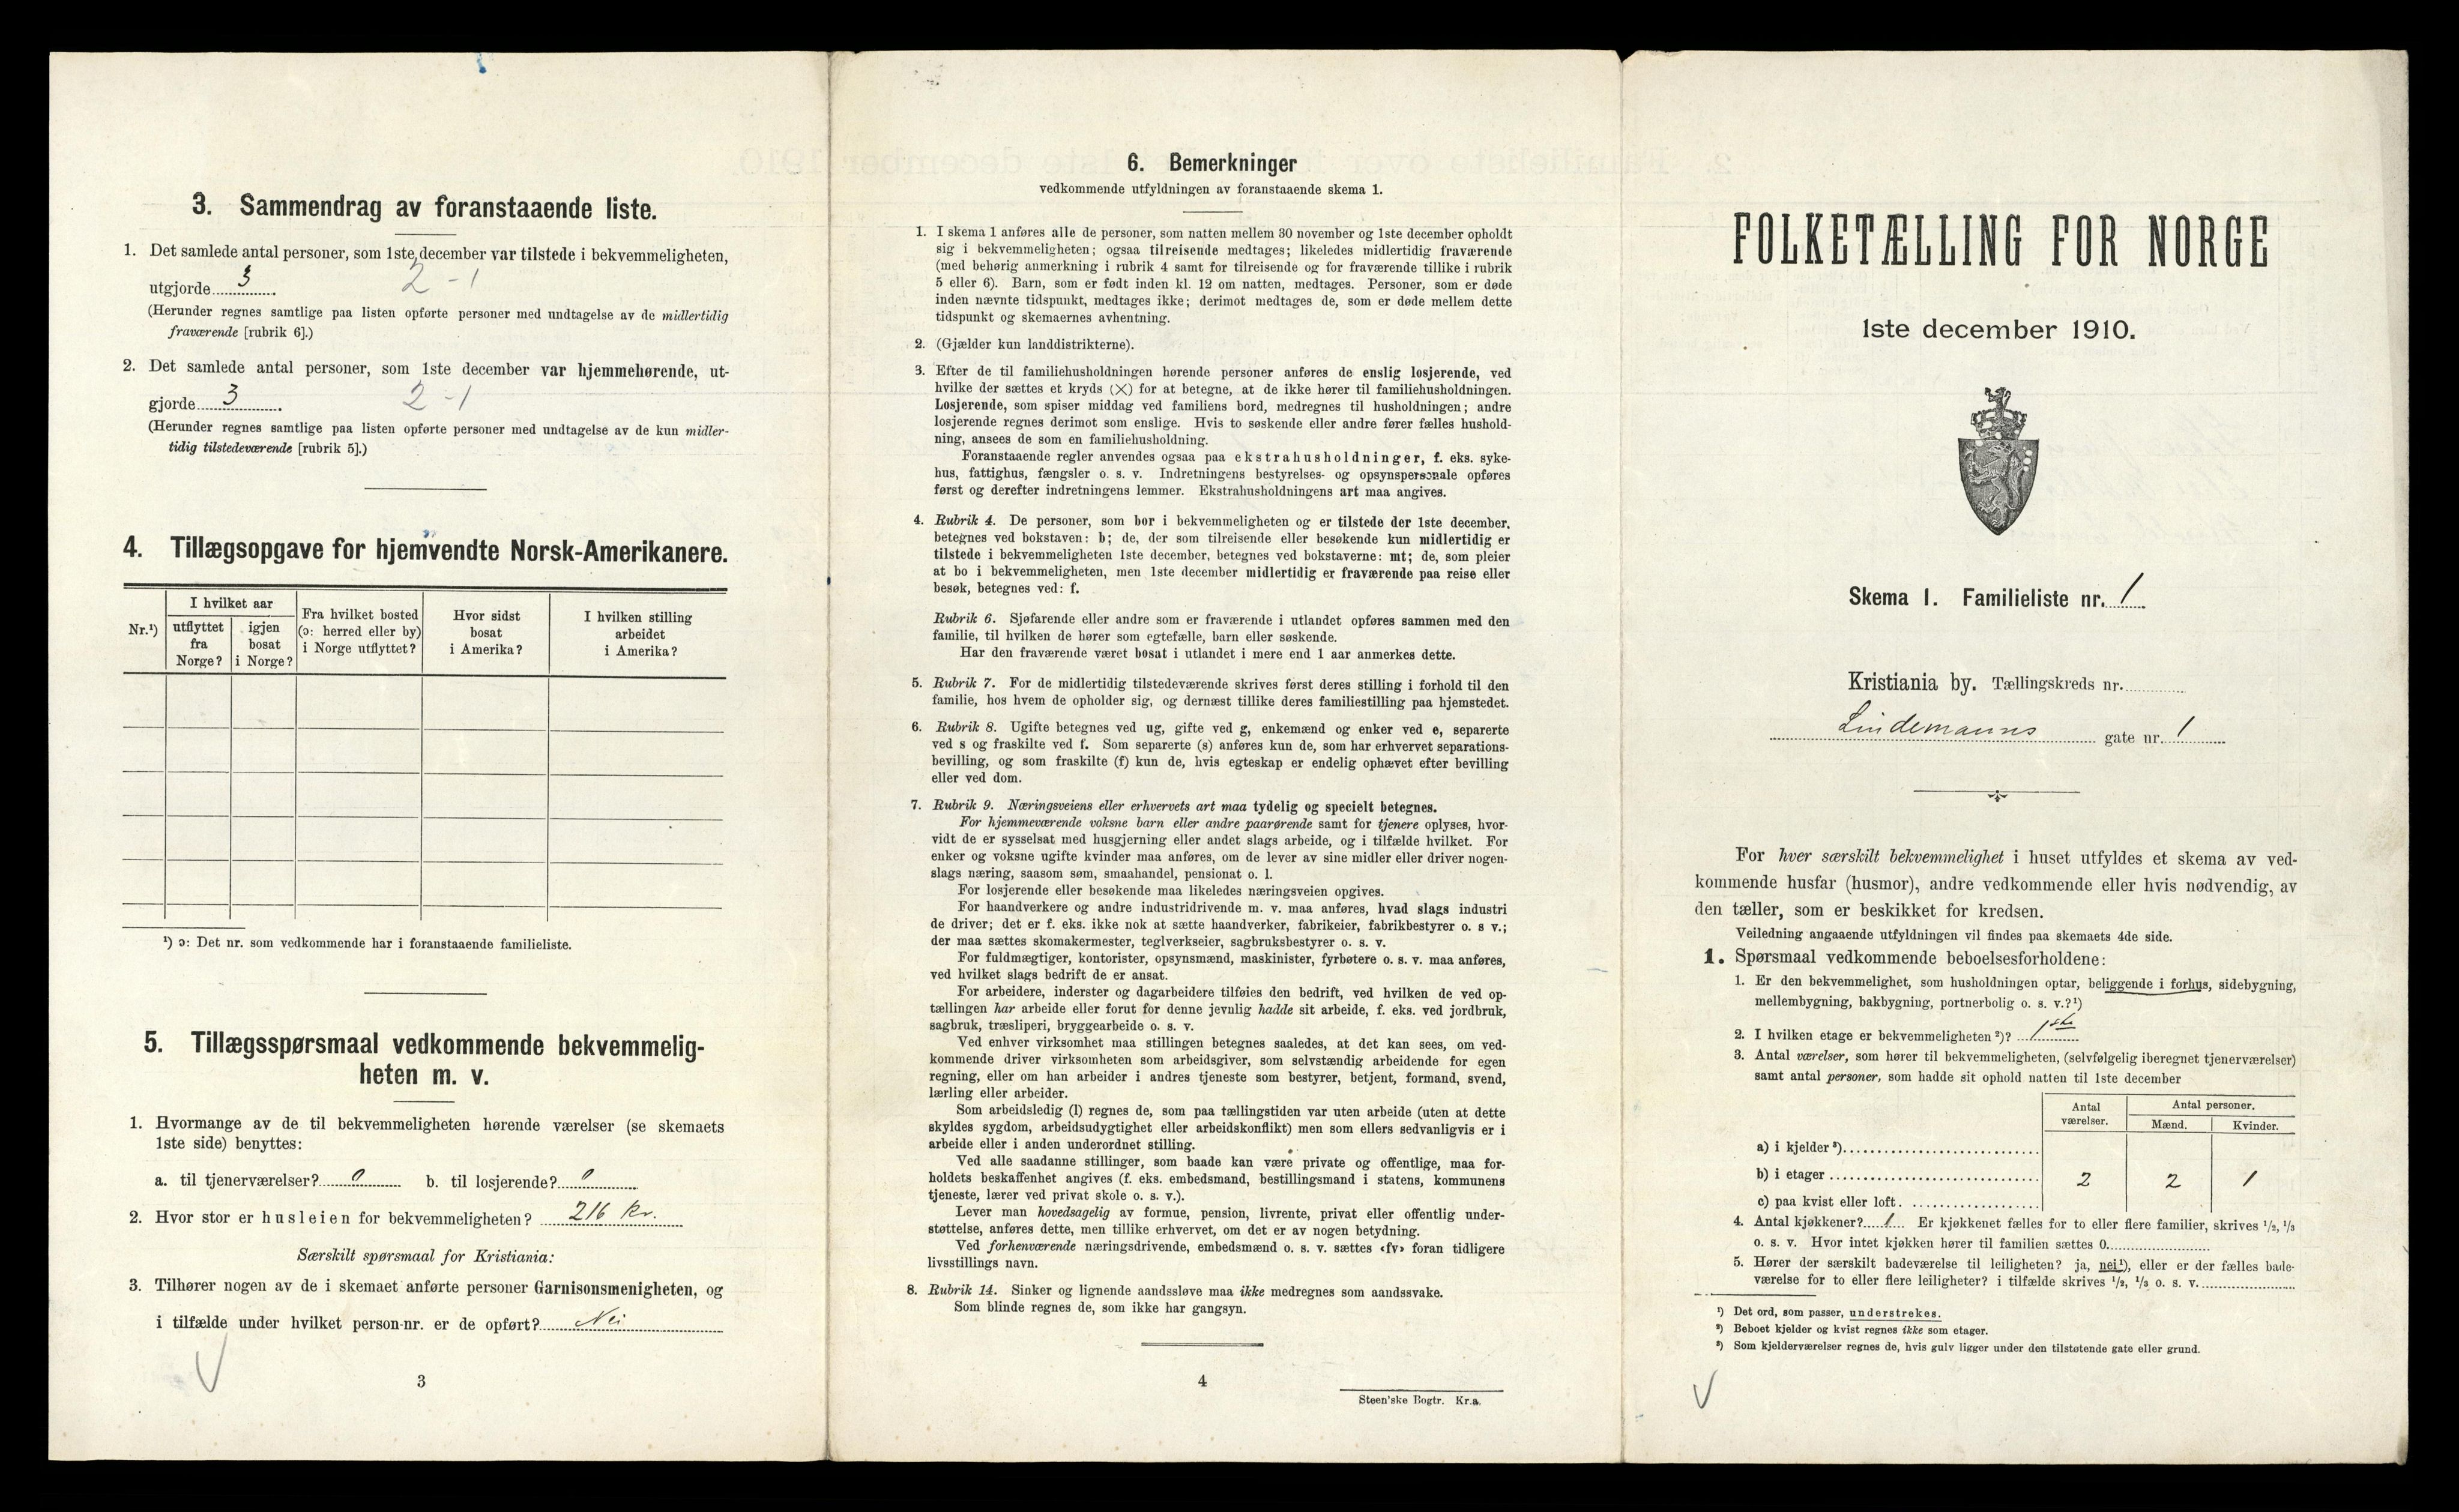 3. Sammendrag av foranstaaende liste.
1. Det samlede antal personer, som 1ste december var tilstede i bekvemmeligheten,
utgjorde 3 2-1
(Herunder regnes samtlige paa listen opførte personer med undtagelse av de midlertidig
fraværende [rubrik 6].)
2. Det samlede antal personer, som 1ste december var hjemmehørende, ut-
gjorde 3 2-1
(Herunder regnes samtlige paa listen opførte personer med undtagelse av de kun midler-
tidig tilstedeværende [rubrik 5].)
4. Tillægsopgave for hjemvendte Norsk-Amerikanere.
Nr.¹)
I hvilket aar
utflyttet
fra
Norge?
igjen
bosat
i Norge?
Fra hvilket bosted
(ɔ: herred eller by)
i Norge utflyttet?
Hvor sidst
bosat
i Amerika?
I hvilken stilling
arbeidet
i Amerika?
¹) ɔ: Det nr. som vedkommende har i foranstaaende familieliste.
5. Tillægsspørsmaal vedkommende bekvemmelig-
heten m. v.
1. Hvormange av de til bekvemmeligheten hørende værelser (se skemaets
1ste side) benyttes:
a. til tjenerværelser? 0 b. til losjerende? 0
2. Hvor stor er husleien for bekvemmeligheten? 216 kr.
Særskilt spørsmaal for Kristiania:
3. Tilhører nogen av de i skemaet anførte personer Garnisonsmenigheten, og
i tilfælde under hvilket person-nr. er de opført? Nei
3
6. Bemerkninger
vedkommende utfyldningen av foranstaaende skema 1.
1. I skema 1 anføres alle de personer, som natten mellem 30 november og 1ste december opholdt
sig i bekvemmeligheten; ogsaa tilreisende medtages; likeledes midlertidig fraværende
(med behørig anmerkning i rubrik 4 samt for tilreisende og for fraværende tillike i rubrik
5 eller 6). Barn, som er født inden kl. 12 om natten, medtages. Personer, som er døde
inden nævnte tidspunkt, medtages ikke; derimot medtages de, som er døde mellem dette
tidspunkt og skemaernes avhentning.
2. (Gjælder kun landdistrikterne).
3. Efter de til familiehusholdningen hørende personer anføres de enslig losjerende, ved
hvilke der sættes et kryds (×) for at betegne, at de ikke hører til familiehusholdningen.
Losjerende, som spiser middag ved familiens bord, medregnes til husholdningen; andre
losjerende regnes derimot som enslige. Hvis to søskende eller andre fører fælles hushold-
ning, ansees de som en familiehusholdning.
Foranstaaende regler anvendes ogsaa paa ekstrahusholdninger, f. eks. syke-
hus, fattighus, fængsler o. s. v. Indretningens bestyrelses- og opsynspersonale opføres
først og derefter indretningens lemmer. Ekstrahusholdningens art maa angives.
4. Rubrik 4. De personer, som bor i bekvemmeligheten og er tilstede der 1ste december,
betegnes ved bokstaven: b; de, der som tilreisende eller besøkende kun midlertidig er
tilstede i bekvemmeligheten 1ste december, betegnes ved bokstaverne: mt; de, som pleier
at bo i bekvemmeligheten, men 1ste december midlertidig er fraværende paa reise eller
besøk, betegnes ved: f.
Rubrik 6. Sjøfarende eller andre som er fraværende i utlandet opføres sammen med den
familie, til hvilken de hører som egtefælle, barn eller søskende.
Har den fraværende været bosat i utlandet i mere end 1 aar anmerkes dette.
5. Rubrik 7. For de midlertidig tilstedeværende skrives først deres stilling i forhold til den
familie, hos hvem de opholder sig, og dernæst tillike deres familiestilling paa hjemstedet.
6. Rubrik 8. Ugifte betegnes ved ug, gifte ved g, enkemænd og enker ved e, separerte
ved s og fraskilte ved f. Som separerte (s) anføres kun de, som har erhvervet separations-
bevilling, og som fraskilte (f) kun de, hvis egteskap er endelig ophævet efter bevilling
eller ved dom.
7. Rubrik 9. Næringsveiens eller erhvervets art maa tydelig og specielt betegnes.
For hjemmeværende voksne barn eller andre paarørende samt for tjenere oplyses, hvor-
vidt de er sysselsat med husgjerning eller andet slags arbeide, og i tilfælde hvilket. For
enker og voksne ugifte kvinder maa anføres, om de lever av sine midler eller driver nogen-
slags næring, saasom søm, smaahandel, pensionat o. l.
For losjerende eller besøkende maa likeledes næringsveien opgives.
For haandverkere og andre industridrivende m. v. maa anføres, hvad slags industri
de driver; det er f. eks. ikke nok at sætte haandverker, fabrikeier, fabrikbestyrer o. s v.;
der maa sættes skomakermester, teglverkseier, sagbruksbestyrer o. s. v.
For fuldmægtiger, kontorister, opsynsmænd, maskinister, fyrbøtere o. s. v. maa anføres,
ved hvilket slags bedrift de er ansat.
For arbeidere, inderster og dagarbeidere tilføies den bedrift, ved hvilken de ved op-
tællingen har arbeide eller forut for denne jevnlig hadde sit arbeide, f. eks. ved jordbruk,
sagbruk, træsliperi, bryggearbeide o. s. v.
Ved enhver virksomhet maa stillingen betegnes saaledes, at det kan sees, om ved-
kommende driver virksomheten som arbeidsgiver, som selvstændig arbeidende for egen
regning, eller om han arbeider i andres tjeneste som bestyrer, betjent, formand, svend,
lærling eller arbeider.
Som arbeidsledig (l) regnes de, som paa tællingstiden var uten arbeide (uten at dette
skyldes sygdom, arbeidsudygtighet eller arbeidskonflikt) men som ellers sedvanligvis er i
arbeide eller i anden underordnet stilling.
Ved alle saadanne stillinger, som baade kan være private og offentlige, maa for-
holdets beskaffenhet angives (f. eks. embedsmand, bestillingsmand i statens, kommunens
tjeneste, lærer ved privat skole o. s. v.).
Lever man hovedsagelig av formue, pension, livrente, privat eller offentlig under-
støttelse, anføres dette, men tillike erhvervet, om det er av nogen betydning.
Ved forhenværende næringsdrivende, embedsmænd o. s. v. sættes «fv» foran tidligere
livsstillings navn.
8. Rubrik 14. Sinker og lignende aandssløve maa ikke medregnes som aandssvake.
Som blinde regnes de, som ikke har gangsyn.
4
Steen'ske Bogtr. Kr.a.
FOLKETÆLLING FOR NORGE
1ste december 1910.
Skema 1. Familieliste nr. 1
Kristiania by. Tællingskreds nr.
Lindemanns gate nr. 1
For hver særskilt bekvemmelighet i huset utfyldes et skema av ved-
kommende husfar (husmor), andre vedkommende eller hvis nødvendig, av
den tæller, som er beskikket for kredsen.
Veiledning angaaende utfyldningen vil findes paa skemaets 4de side.
1. Spørsmaal vedkommende beboelsesforholdene:
1. Er den bekvemmelighet, som husholdningen optar, beliggende i forhus, sidebygning,
mellembygning, bakbygning, portnerbolig o. s. v.?¹)
2. I hvilken etage er bekvemmeligheten ²)? 1ste
3. Antal værelser, som hører til bekvemmeligheten, (selvfølgelig iberegnet tjenerværelser)
samt antal personer, som hadde sit ophold natten til 1ste december
Antal
værelser.
Antal personer.
Mænd. Kvinder.
a) i kjelder ³)
b) i etager 2 2 1
c) paa kvist eller loft
4. Antal kjøkkener? 1 Er kjøkkenet fælles for to eller flere familier, skrives ¹/₂, ¹/₃
o. s. v. Hvor intet kjøkken hører til familien sættes 0.
5. Hører der særskilt badeværelse til leiligheten? ja, nei¹), eller er der fælles bade-
værelse for to eller flere leiligheter? i tilfælde skrives ¹/₂, ¹/₃ o. s. v.
¹) Det ord, som passer, understrekes.
²) Beboet kjelder og kvist regnes ikke som etager.
³) Som kjelderværelser regnes de, hvis gulv ligger under den tilstøtende gate eller grund.